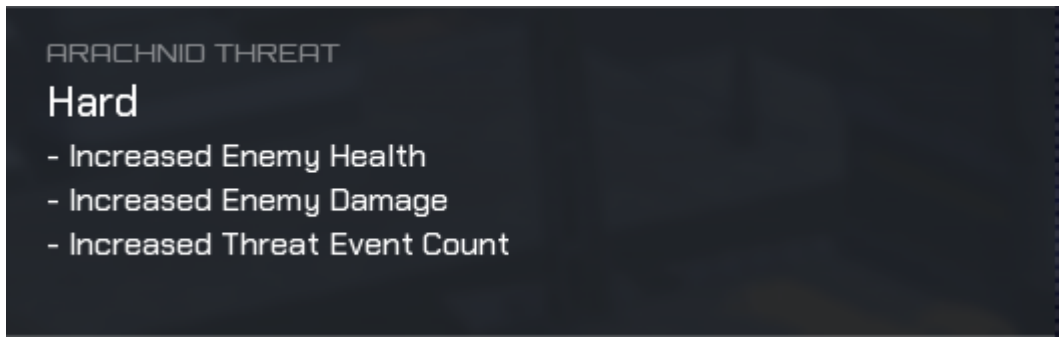 ARACHNID THREAT
Hard
- Increased Enemy Health
- Increased Enemy Damage
- Increased Threat Event Count